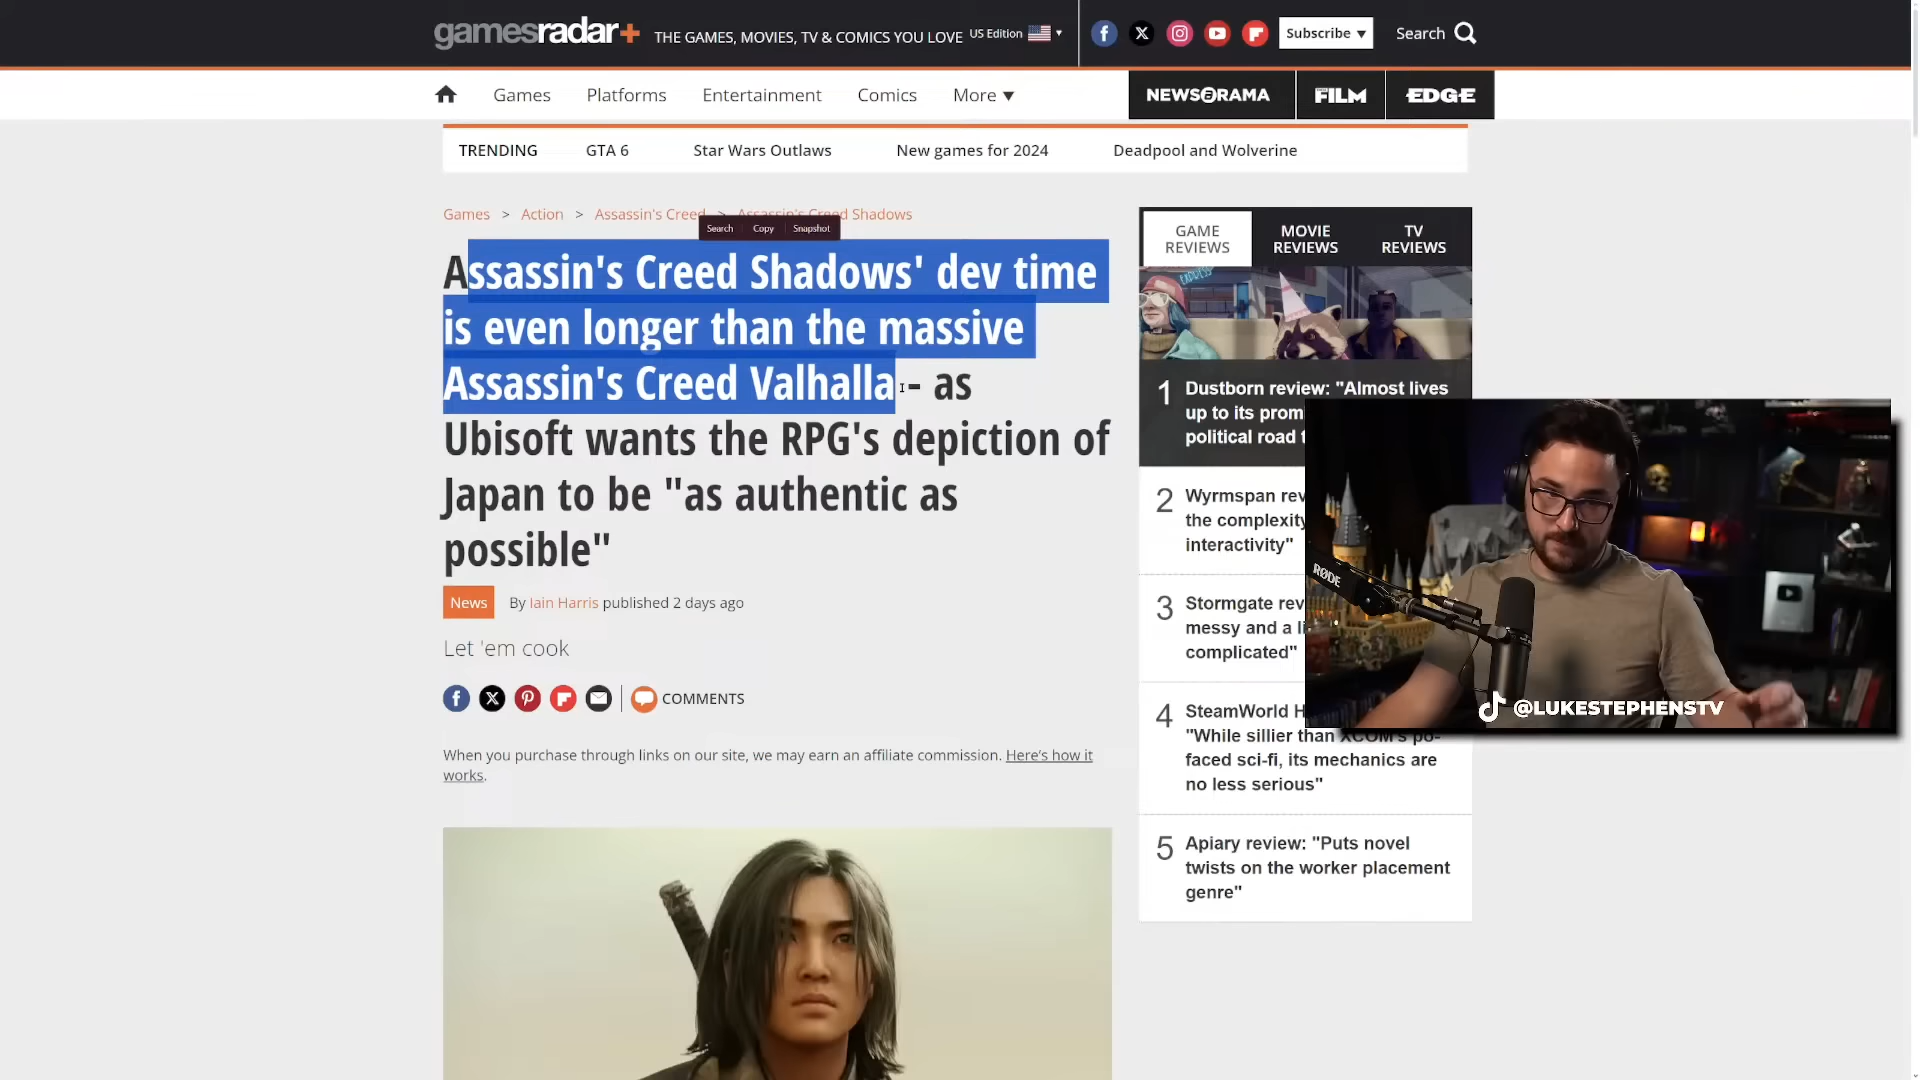 gamesradar+ THE GAMES, MOVIES, TV & COMICS YOU LOVE US Edition ▼ Subscribe ▼ Search
Games Platforms Entertainment Comics More ▼ NEWSARAMA FILM EDGE
TRENDING GTA 6 Star Wars Outlaws New games for 2024 Deadpool and Wolverine
Games > Action > Assassin's Creed > Assassin's Creed Shadows
Search Copy Snapshot
Assassin's Creed Shadows' dev time
is even longer than the massive
Assassin's Creed Valhalla - as
Ubisoft wants the RPG's depiction of
Japan to be "as authentic as
possible"
News By Iain Harris published 2 days ago
Let 'em cook
COMMENTS
When you purchase through links on our site, we may earn an affiliate commission. Here's how it
works.
GAME
REVIEWS
MOVIE
REVIEWS
TV
REVIEWS
1 Dustborn review: "Almost lives
up to its
political road
2 Wyrmspan
the complexity
interactivity"
3 Stormgate
messy and a
complicated"
4 SteamWorld
"While sillier than XCOM's po-
faced sci-fi, its mechanics are
no less serious"
5 Apiary review: "Puts novel
twists on the worker placement
genre"
RØDE
@LUKESTEPHENSTV